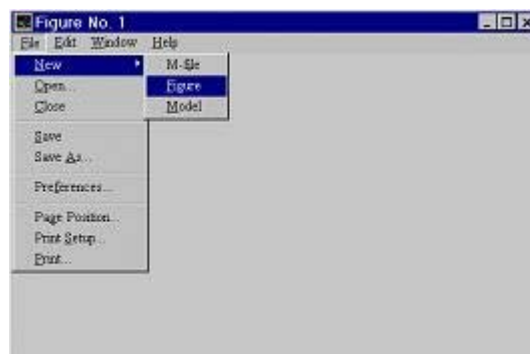 Figure No. 1
File Edit Window Help
New M-file
Open... Figure
Close Model
Save
Save As...
Preferences...
Page Position...
Print Setup...
Print...